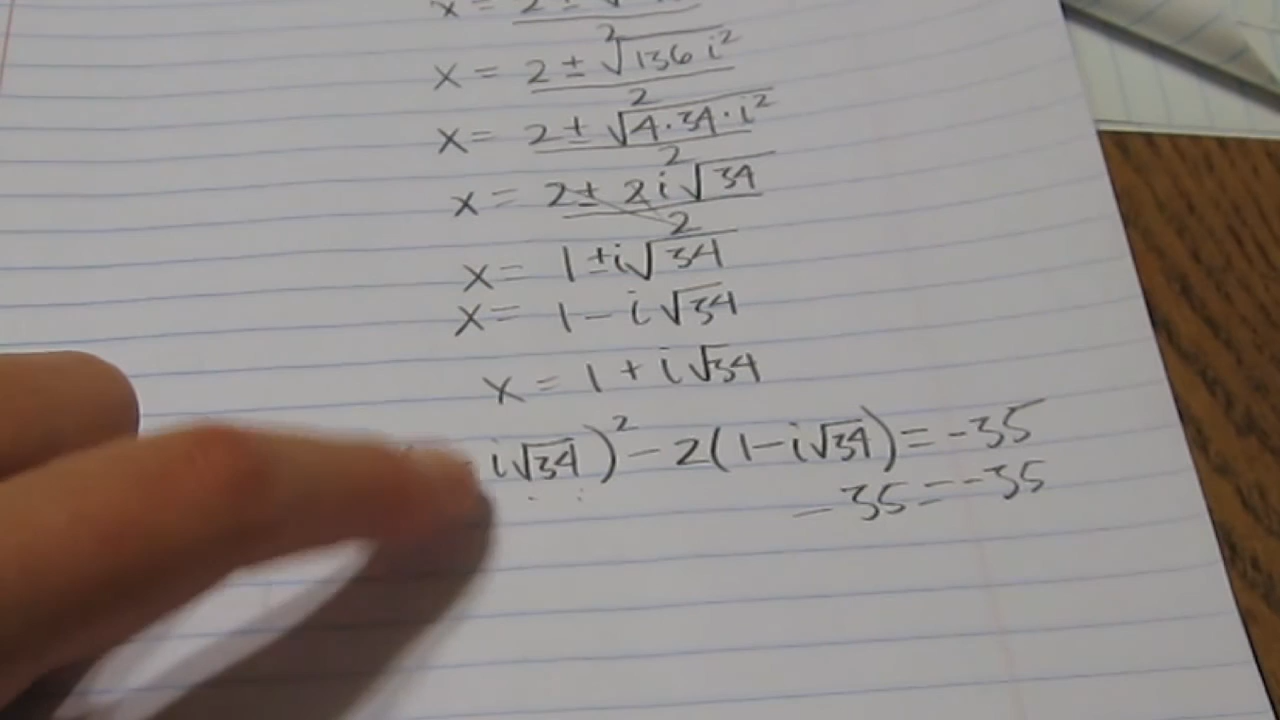 x = 2 ± √
x = 2 ± √136 i² / 2
x = 2 ± √4·34·i² / 2
x = 2 ± 2i√34 / 2
x = 1 ± i√34
x = 1 - i√34
x = 1 + i√34
i√34)² - 2(1 - i√34) = -35
-35 = -35